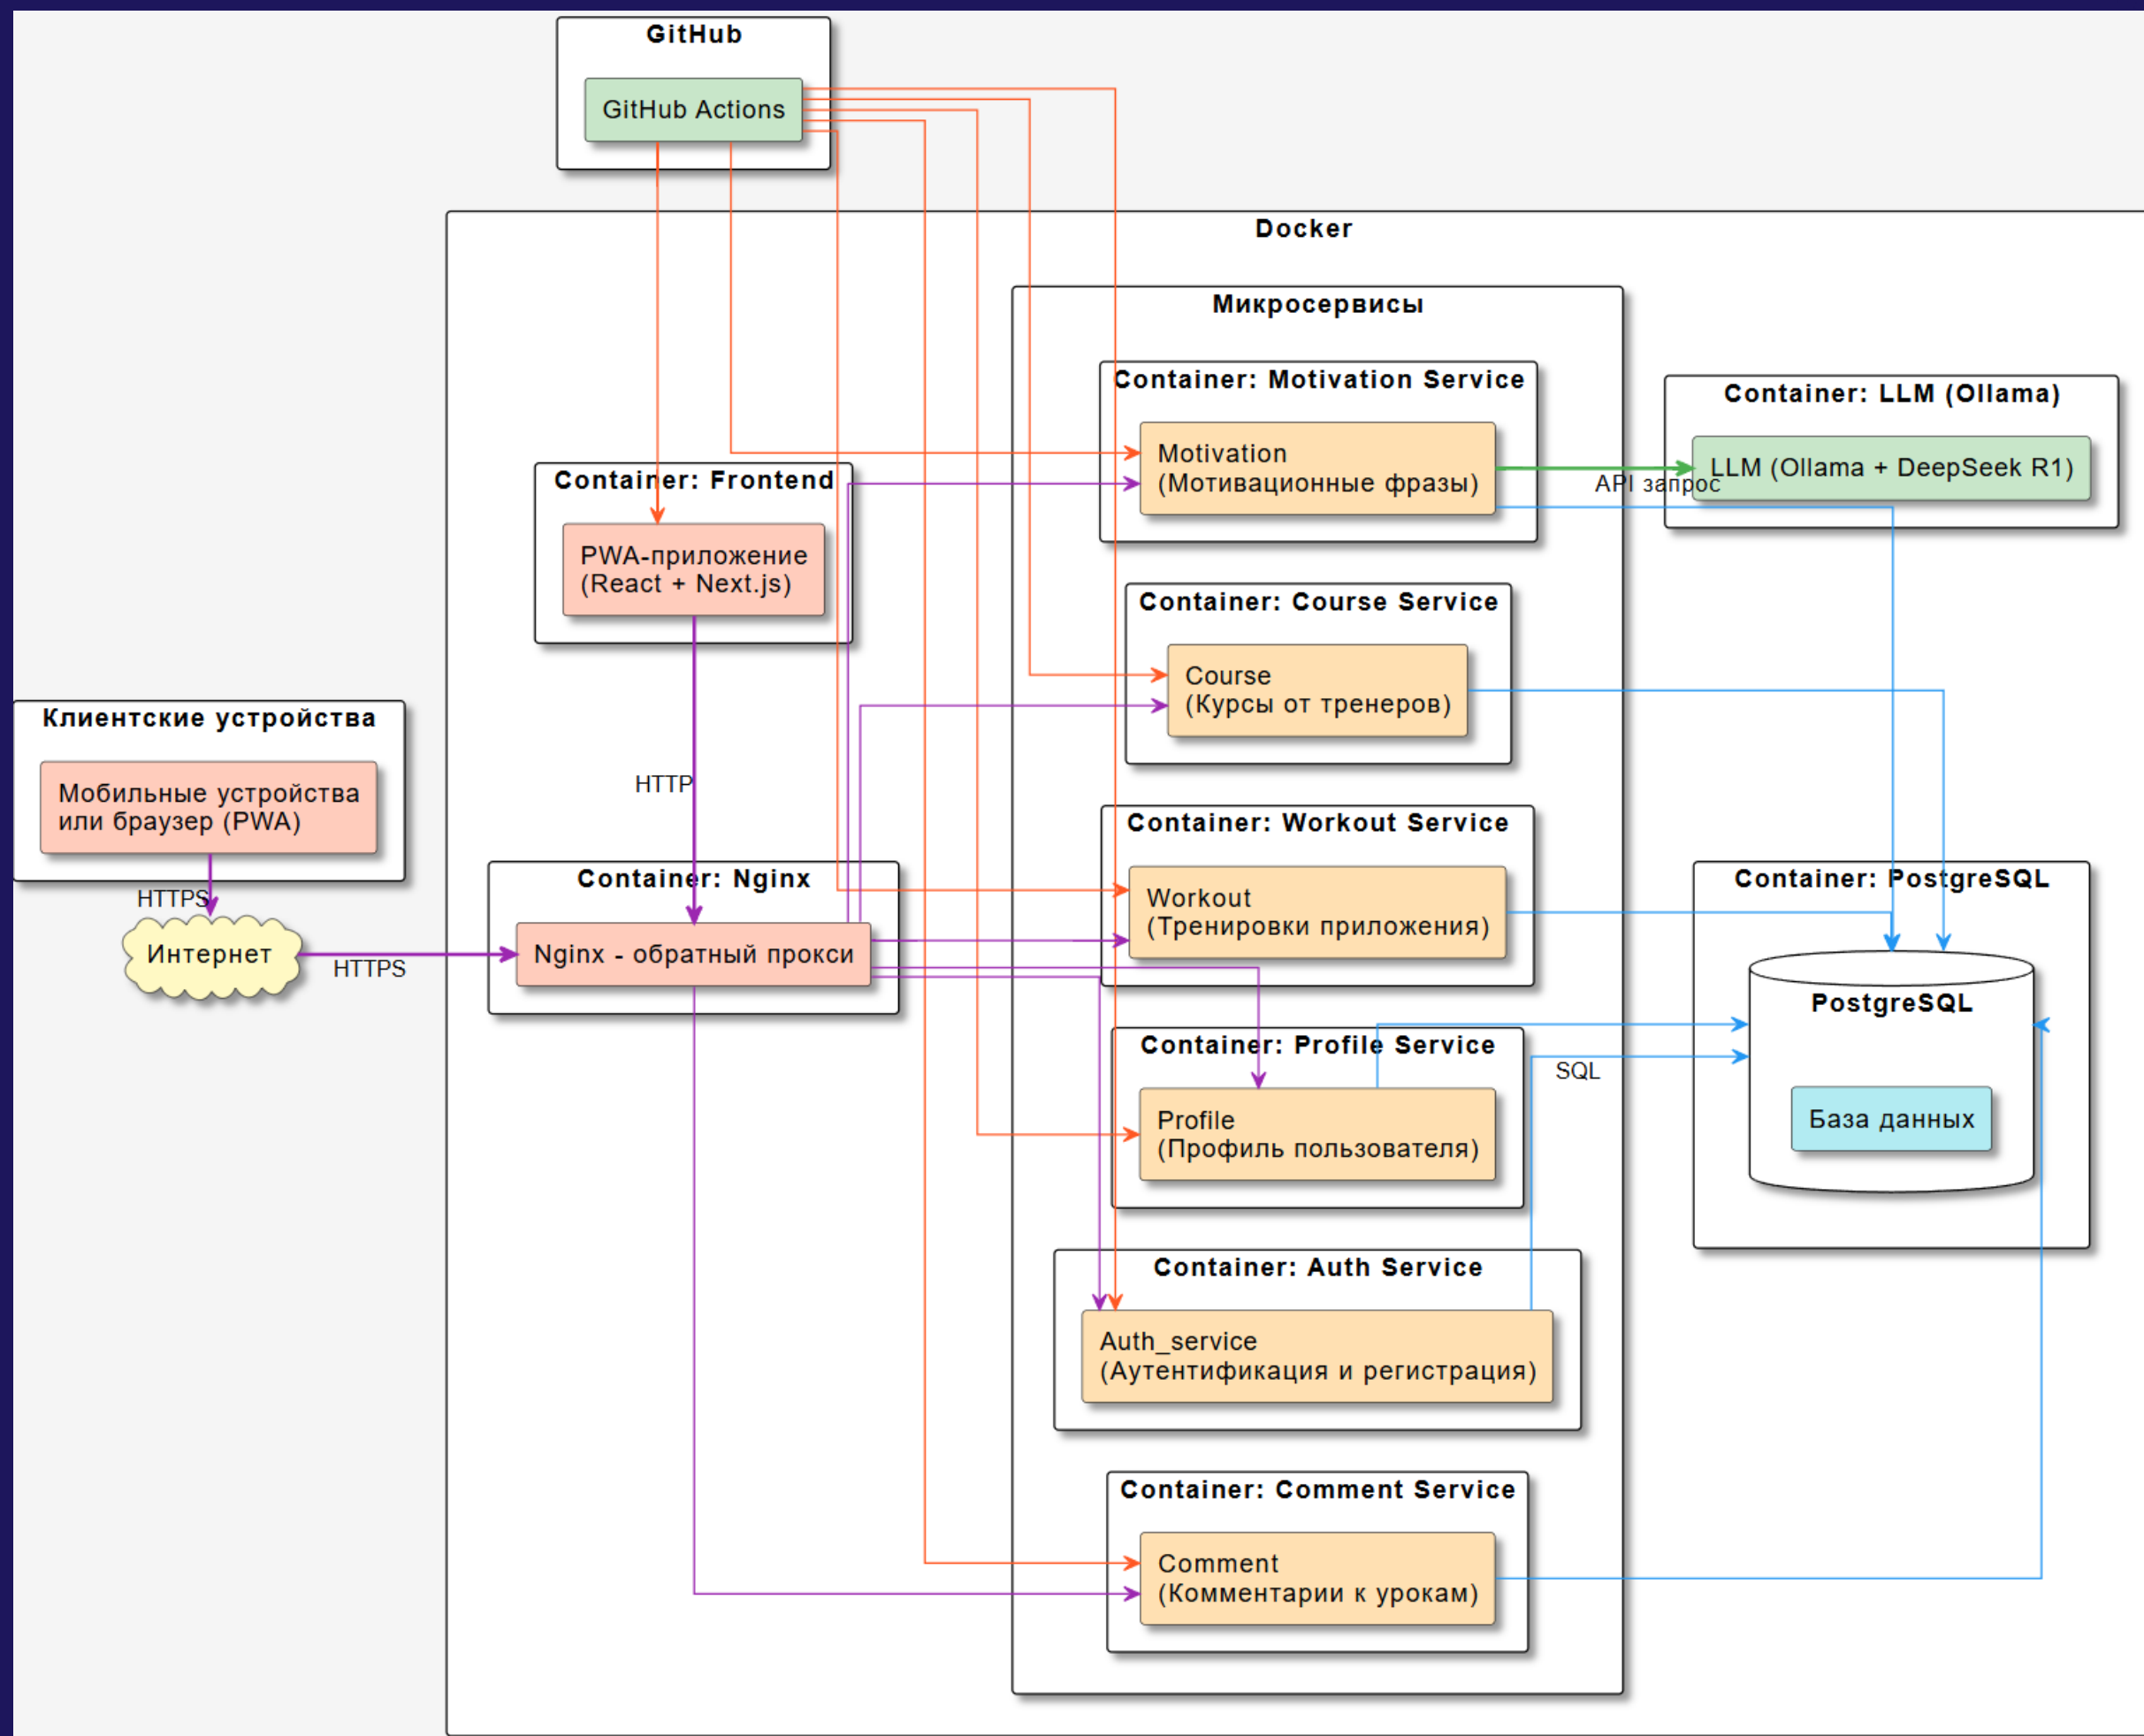 GitHub
GitHub Actions
Docker
Микросервисы
Container: Motivation Service
Motivation
(Мотивационные фразы)
API запрос
Container: LLM (Ollama)
LLM (Ollama + DeepSeek R1)
Container: Frontend
PWA-приложение
(React + Next.js)
HTTP
Container: Course Service
Course
(Курсы от тренеров)
Клиентские устройства
Мобильные устройства
или браузер (PWA)
HTTPS
Интернет
HTTPS
Container: Nginx
Nginx - обратный прокси
Container: Workout Service
Workout
(Тренировки приложения)
Container: PostgreSQL
PostgreSQL
База данных
Container: Profile Service
Profile
(Профиль пользователя)
SQL
Container: Auth Service
Auth_service
(Аутентификация и регистрация)
Container: Comment Service
Comment
(Комментарии к урокам)